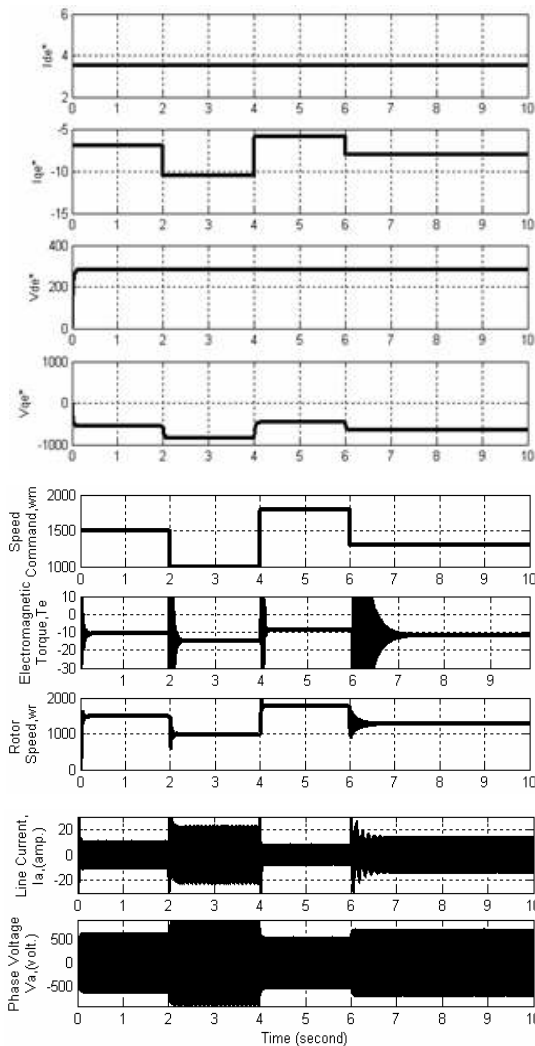 6
4
2
Ide*
0 1 2 3 4 5 6 7 8 9 10
-5
-10
-15
Iqe*
0 1 2 3 4 5 6 7 8 9 10
400
200
0
Vde*
0 1 2 3 4 5 6 7 8 9 10
1000
0
-1000
Vqe*
0 1 2 3 4 5 6 7 8 9 10
2000
1500
1000
Speed
Command,wrm
0 1 2 3 4 5 6 7 8 9 10
10
0
-10
-20
-30
Electromagnetic
Torque,Te
0 1 2 3 4 5 6 7 8 9
2000
1000
0
Rotor
Speed,wr
0 1 2 3 4 5 6 7 8 9 10
20
0
-20
Line Current,
Ia,(amp.)
0 1 2 3 4 5 6 7 8 9 10
500
0
-500
Phase Voltage
Va,(volt.)
0 1 2 3 4 5 6 7 8 9 10
Time (second)